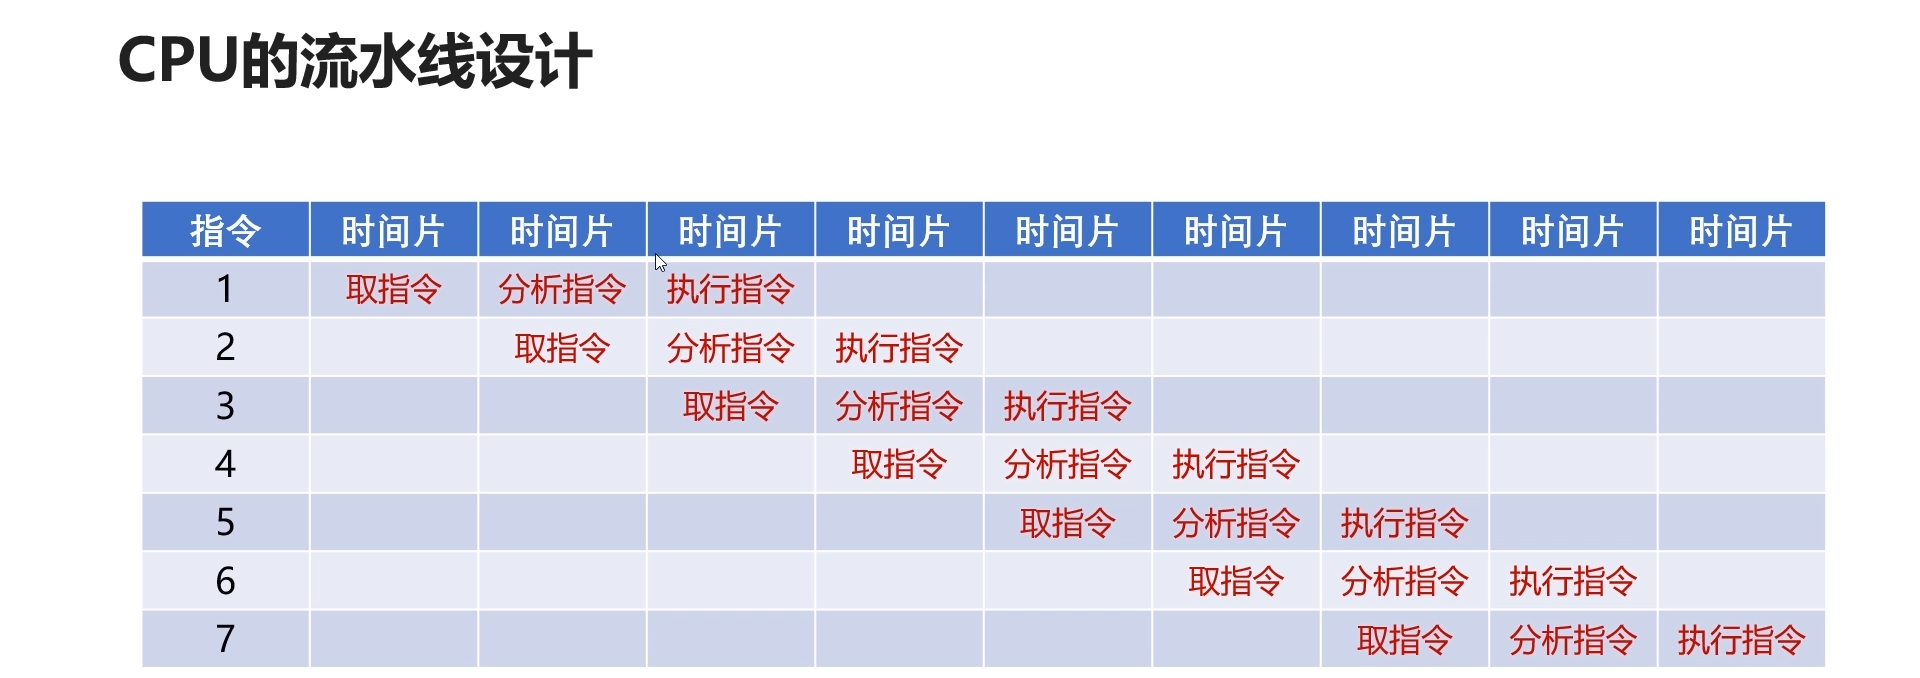 CPU的流水线设计
指令 时间片 时间片 时间片 时间片 时间片 时间片 时间片 时间片 时间片
1 取指令 分析指令 执行指令
2 取指令 分析指令 执行指令
3 取指令 分析指令 执行指令
4 取指令 分析指令 执行指令
5 取指令 分析指令 执行指令
6 取指令 分析指令 执行指令
7 取指令 分析指令 执行指令